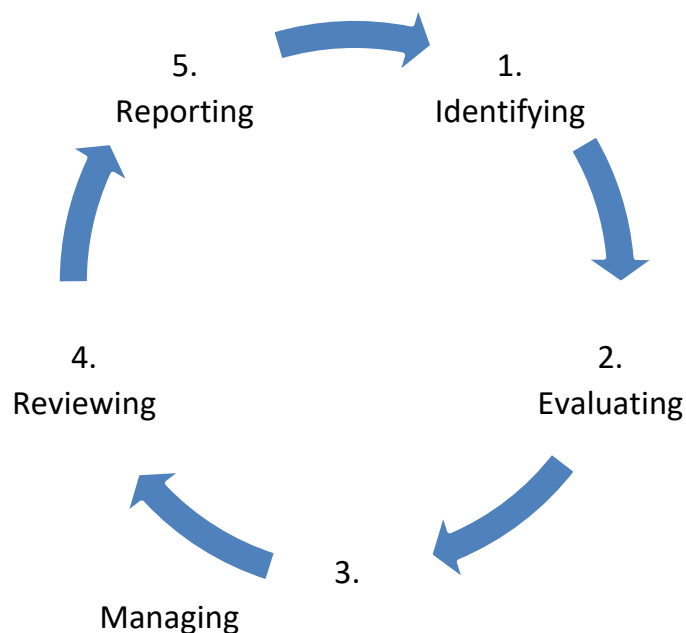 1.
Identifying
2.
Evaluating
3.
Managing
4.
Reviewing
5.
Reporting